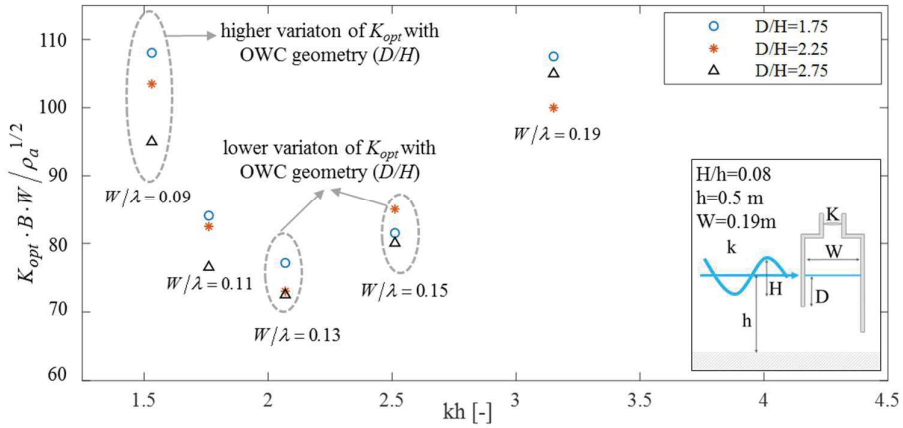 higher variaton of K_opt with
OWC geometry (D/H)
D/H=1.75
D/H=2.25
D/H=2.75
lower variaton of K_opt with
OWC geometry (D/H)
W/λ = 0.09
W/λ = 0.11
W/λ = 0.13
W/λ = 0.15
W/λ = 0.19
H/h=0.08
h=0.5 m
W=0.19m
K
k
W
H
D
h
K_opt · B · W / ρ_a^1/2
110
100
90
80
70
60
1.5
2
2.5
3
3.5
4
4.5
kh [-]